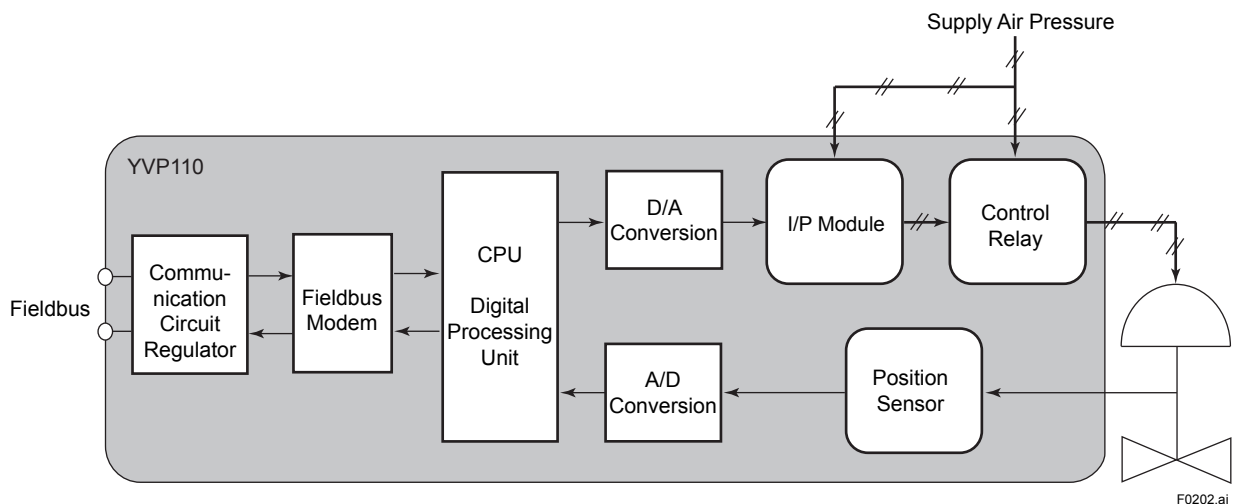 Supply Air Pressure
YVP110
D/A
Conversion
I/P Module
Control
Relay
CPU
Digital
Processing
Unit
Commu-
nication
Circuit
Regulator
Fieldbus
Modem
Fieldbus
A/D
Conversion
Position
Sensor
F0202.ai